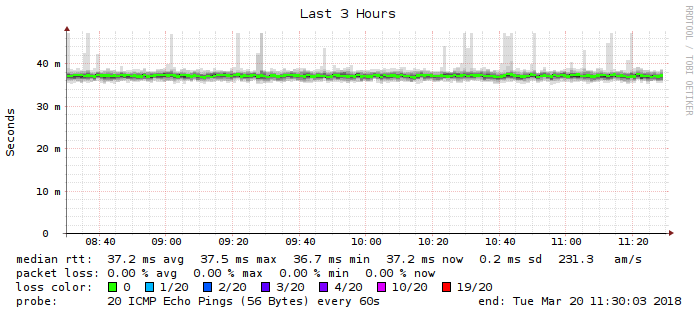 Last 3 Hours
RRDTOOL / TOBI OETIKER
Seconds
40 m
30 m
20 m
10 m
0
08:40 09:00 09:20 09:40 10:00 10:20 10:40 11:00 11:20
median rtt: 37.2 ms avg 37.5 ms max 36.7 ms min 37.2 ms now 0.2 ms sd 231.3 am/s
packet loss: 0.00 % avg 0.00 % max 0.00 % min 0.00 % now
loss color: 0 1/20 2/20 3/20 4/20 10/20 19/20
probe: 20 ICMP Echo Pings (56 Bytes) every 60s end: Tue Mar 20 11:30:03 2018